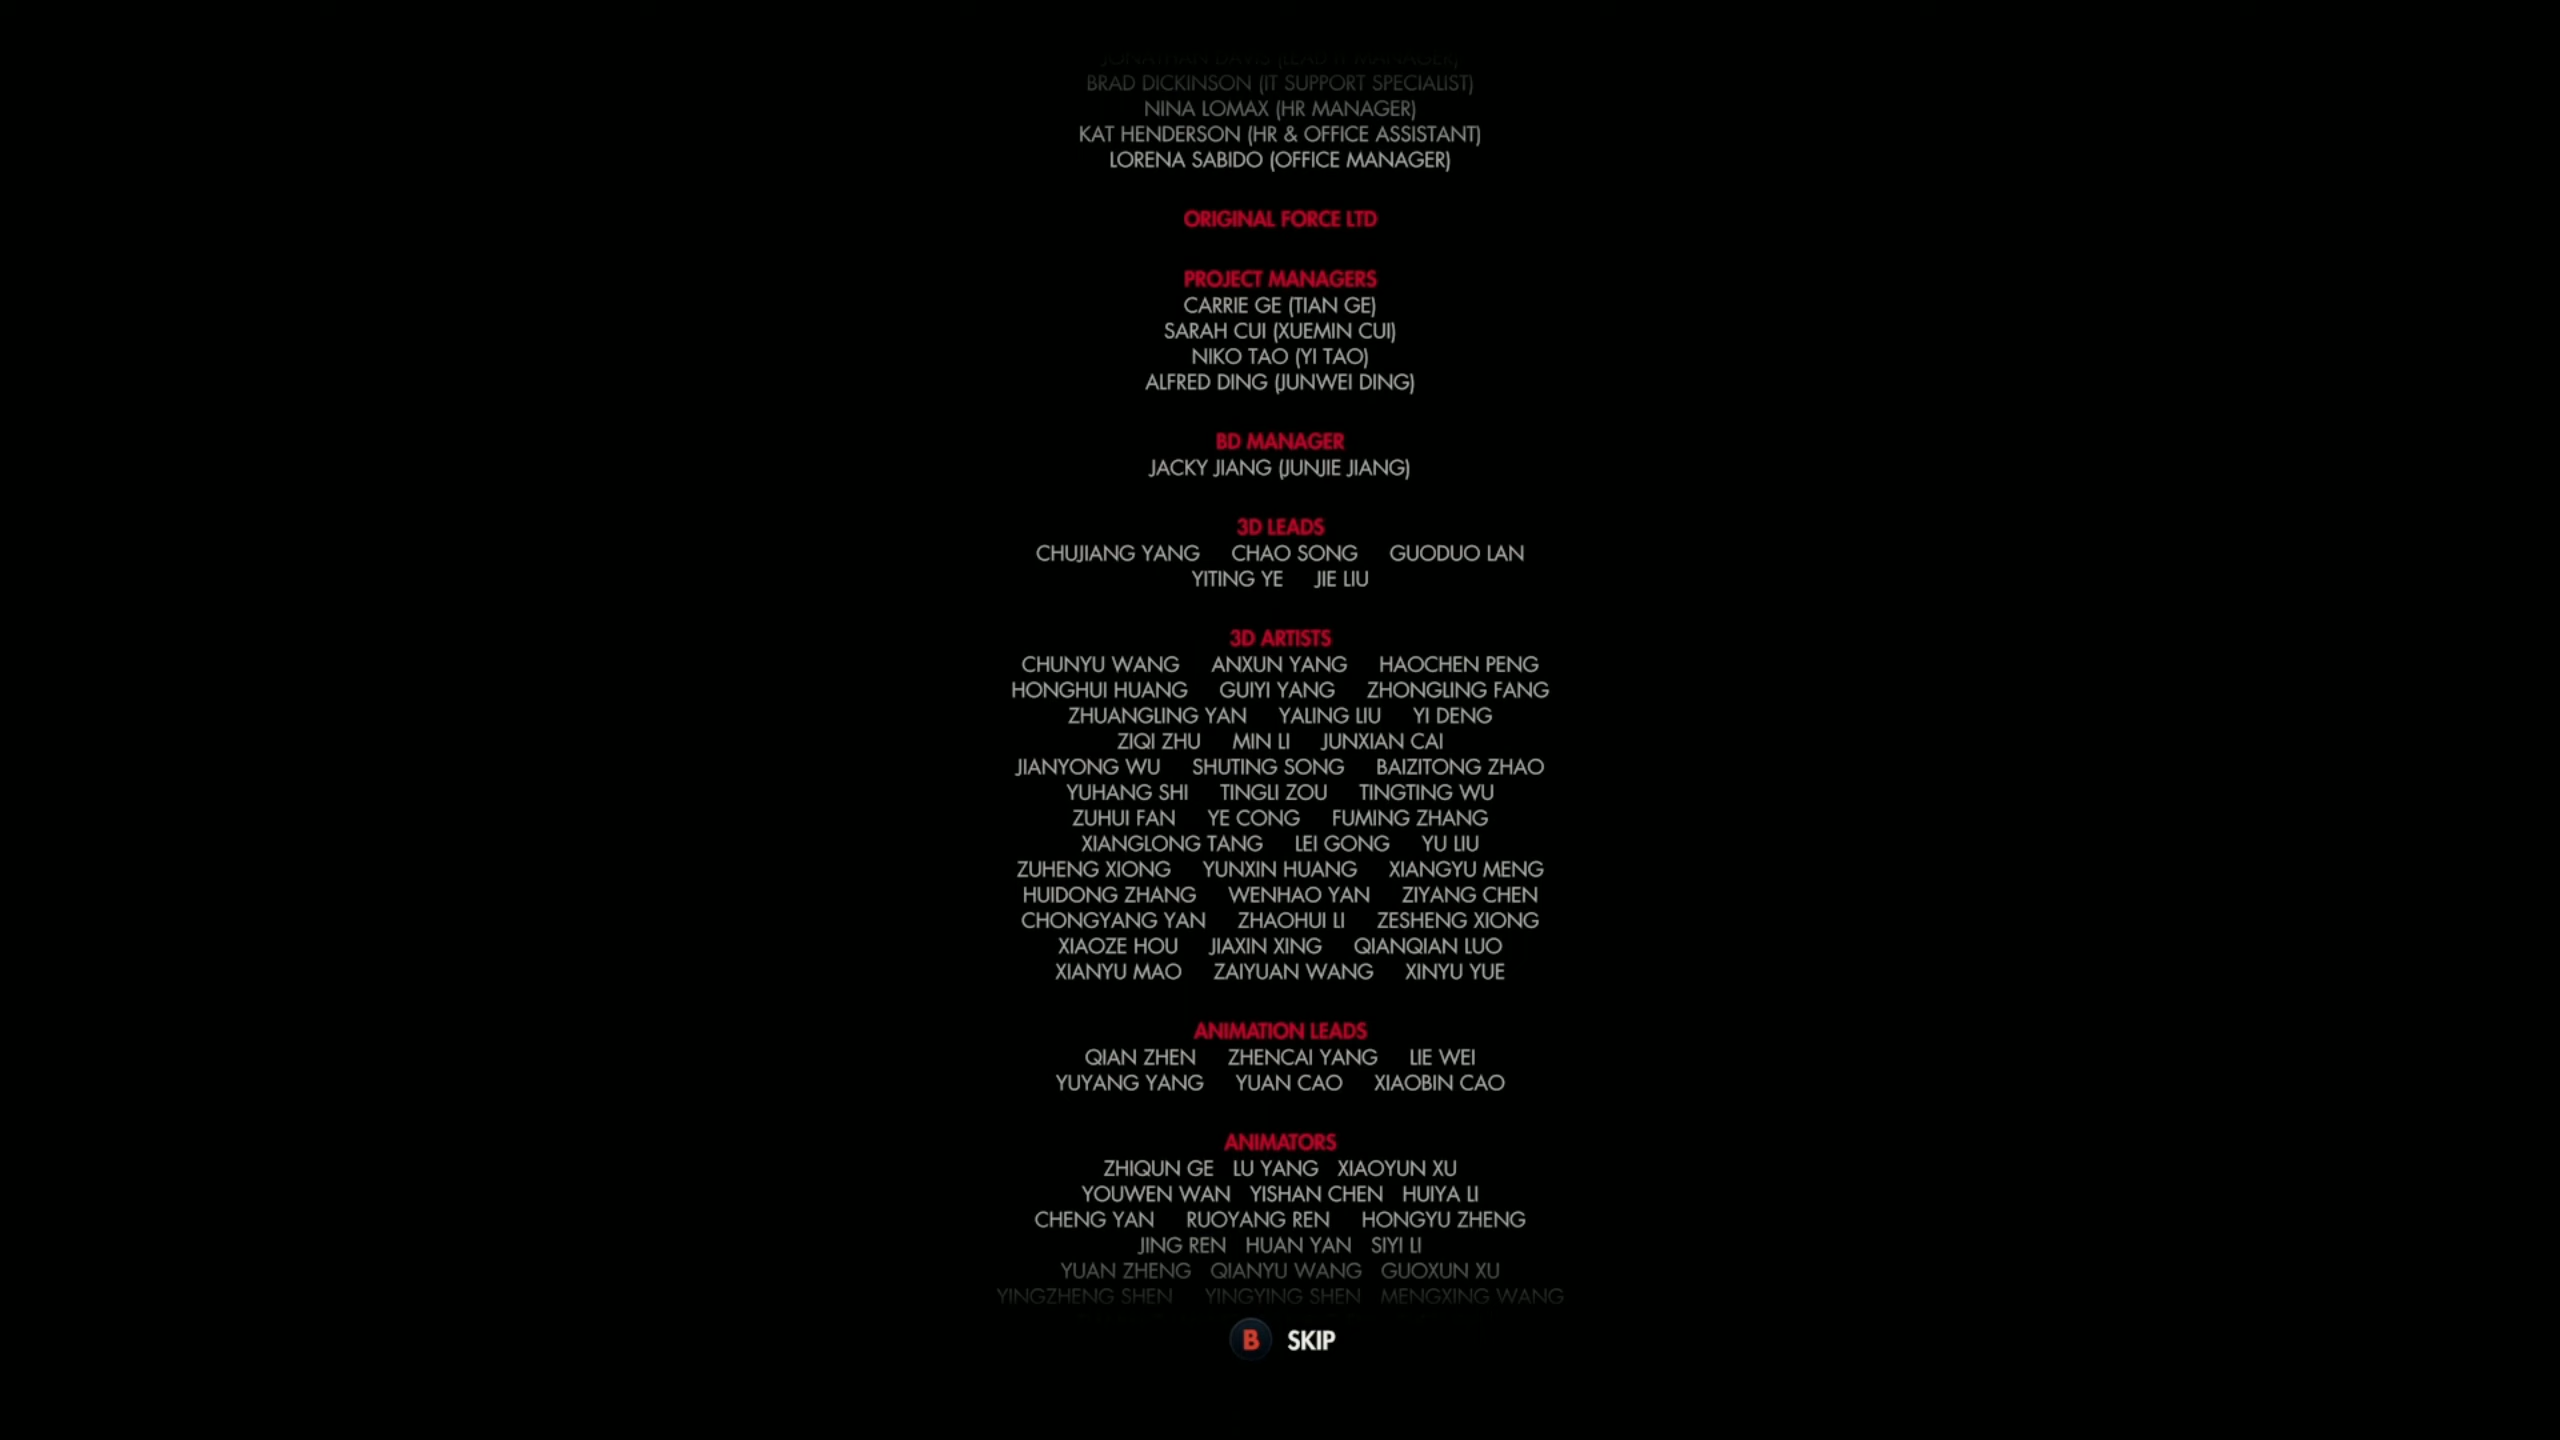 JONATHAN DAVIS (LEAD IT MANAGER)
BRAD DICKINSON (IT SUPPORT SPECIALIST)
NINA LOMAX (HR MANAGER)
KAT HENDERSON (HR & OFFICE ASSISTANT)
LORENA SABIDO (OFFICE MANAGER)
ORIGINAL FORCE LTD
PROJECT MANAGERS
CARRIE GE (TIAN GE)
SARAH CUI (XUEMIN CUI)
NIKO TAO (YI TAO)
ALFRED DING (JUNWEI DING)
BD MANAGER
JACKY JIANG (JUNJIE JIANG)
3D LEADS
CHUJIANG YANG CHAO SONG GUODUO LAN
YITING YE JIE LIU
3D ARTISTS
CHUNYU WANG ANXUN YANG HAOCHEN PENG
HONGHUI HUANG GUIYI YANG ZHONGLING FANG
ZHUANGLING YAN YALING LIU YI DENG
ZIQI ZHU MIN LI JUNXIAN CAI
JIANYONG WU SHUTING SONG BAIZITONG ZHAO
YUHANG SHI TINGLI ZOU TINGTING WU
ZUHUI FAN YE CONG FUMING ZHANG
XIANGLONG TANG LEI GONG YU LIU
ZUHENG XIONG YUNXIN HUANG XIANGYU MENG
HUIDONG ZHANG WENHAO YAN ZIYANG CHEN
CHONGYANG YAN ZHAOHUI LI ZESHENG XIONG
XIAOZE HOU JIAXIN XING QIANQIAN LUO
XIANYU MAO ZAIYUAN WANG XINYU YUE
ANIMATION LEADS
QIAN ZHEN ZHENCAI YANG LIE WEI
YUYANG YANG YUAN CAO XIAOBIN CAO
ANIMATORS
ZHIQUN GE LU YANG XIAOYUN XU
YOUWEN WAN YISHAN CHEN HUIYA LI
CHENG YAN RUOYANG REN HONGYU ZHENG
JING REN HUAN YAN SIYI LI
YUAN ZHENG QIANYU WANG GUOXUN XU
YINGZHENG SHEN YINGYING SHEN MENGXING WANG
B SKIP